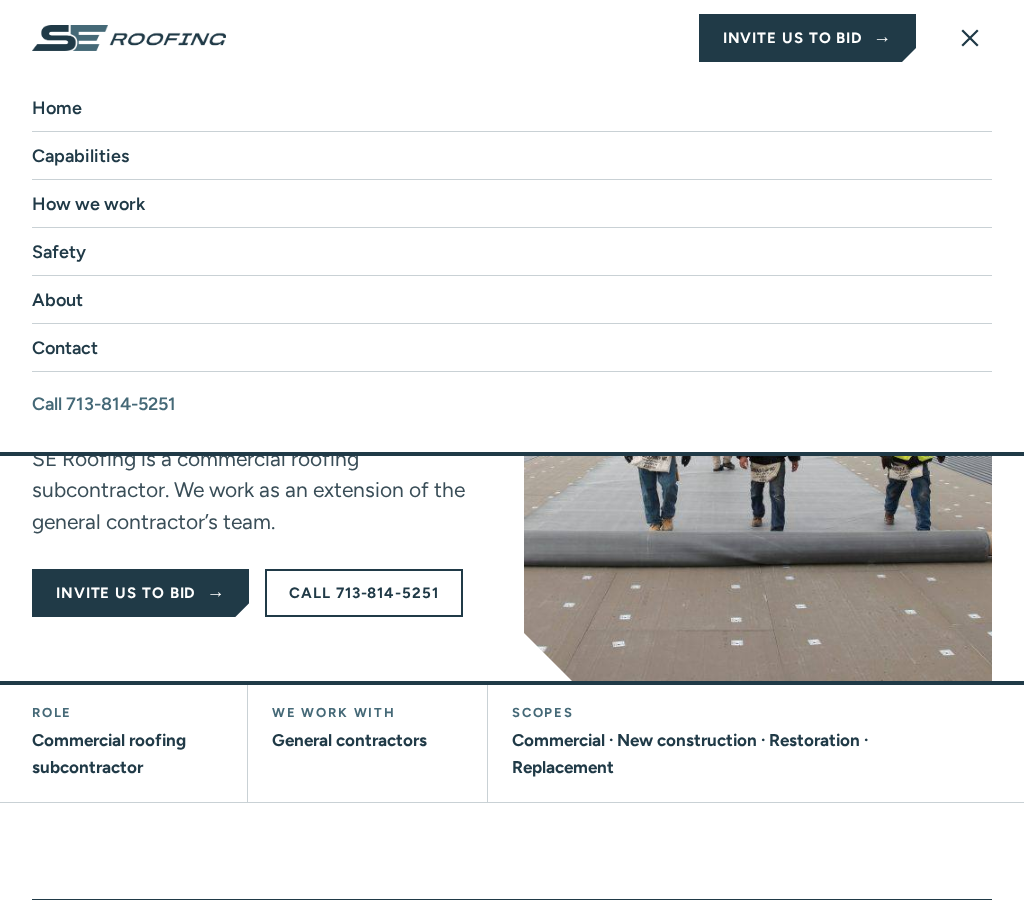 SE ROOFING
INVITE US TO BID →
Home
Capabilities
How we work
Safety
About
Contact
Call 713-814-5251
SE Roofing is a commercial roofing
subcontractor. We work as an extension of the
general contractor’s team.
INVITE US TO BID →
CALL 713-814-5251
ROLE
Commercial roofing
subcontractor
WE WORK WITH
General contractors
SCOPES
Commercial · New construction · Restoration ·
Replacement